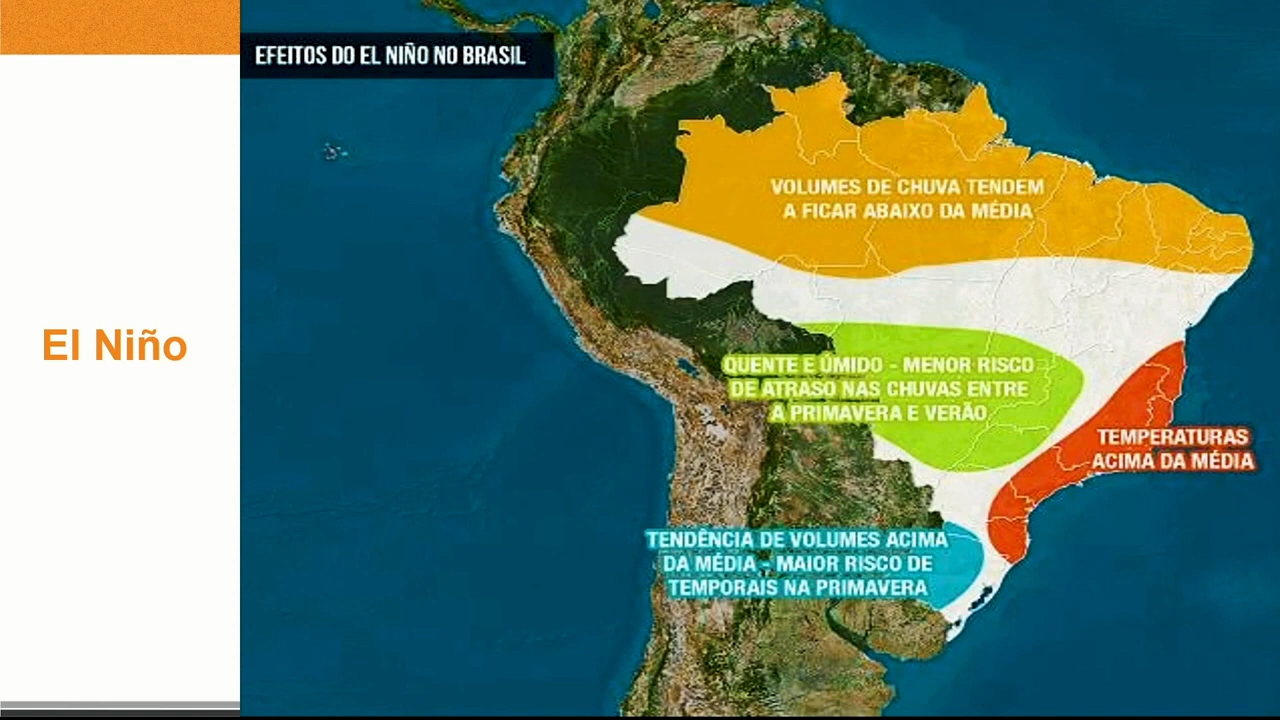 EFEITOS DO EL NIÑO NO BRASIL
VOLUMES DE CHUVA TENDEM
A FICAR ABAIXO DA MÉDIA
El Niño
QUENTE E ÚMIDO - MENOR RISCO
DE ATRASO NAS CHUVAS ENTRE
A PRIMAVERA E VERÃO
TEMPERATURAS
ACIMA DA MÉDIA
TENDÊNCIA DE VOLUMES ACIMA
DA MÉDIA - MAIOR RISCO DE
TEMPORAIS NA PRIMAVERA